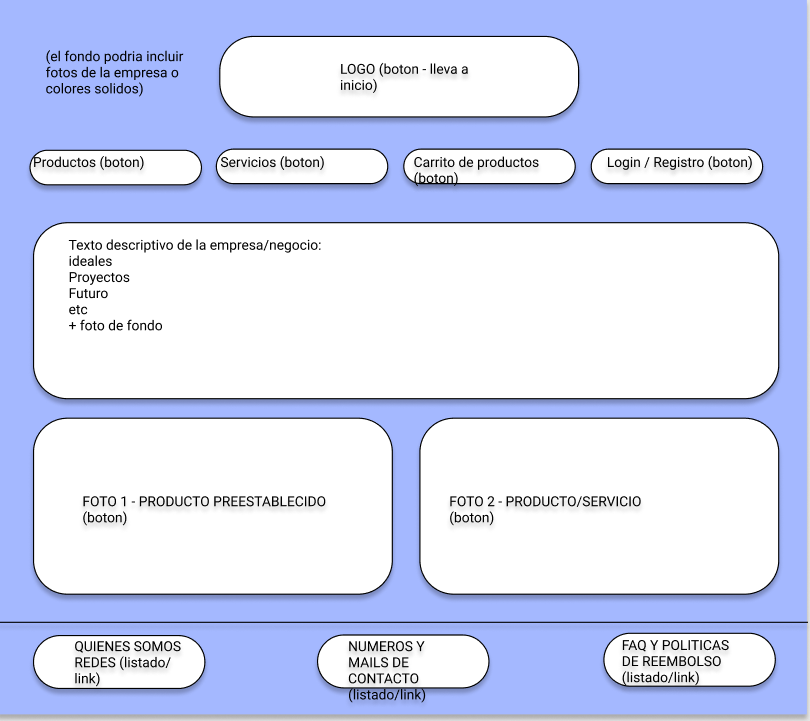 (el fondo podria incluir
fotos de la empresa o
colores solidos)
LOGO (boton - lleva a
inicio)
Productos (boton)
Servicios (boton)
Carrito de productos
(boton)
Login / Registro (boton)
Texto descriptivo de la empresa/negocio:
ideales
Proyectos
Futuro
etc
+ foto de fondo
FOTO 1 - PRODUCTO PREESTABLECIDO
(boton)
FOTO 2 - PRODUCTO/SERVICIO
(boton)
QUIENES SOMOS
REDES (listado/
link)
NUMEROS Y
MAILS DE
CONTACTO
(listado/link)
FAQ Y POLITICAS
DE REEMBOLSO
(listado/link)